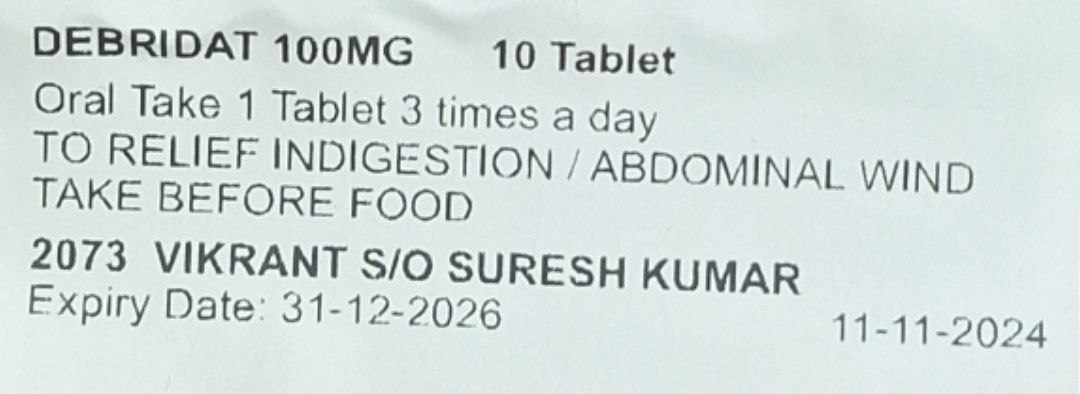 DEBRIDAT 100MG 10 Tablet
Oral Take 1 Tablet 3 times a day
TO RELIEF INDIGESTION / ABDOMINAL WIND
TAKE BEFORE FOOD
2073 VIKRANT S/O SURESH KUMAR
Expiry Date: 31-12-2026 11-11-2024